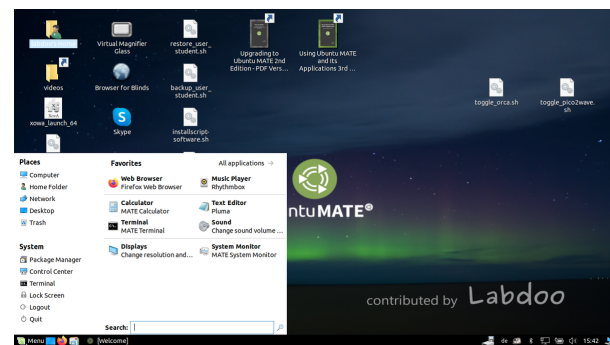 Virtual Magnifier
Glass
restore_user_
student.sh
Upgrading to
Ubuntu MATE 2nd
Edition - PDF Vers...
Using Ubuntu MATE
and its
Applications 3rd ...
videos
Browser for Blinds
backup_user_
student.sh
toggle_orca.sh
toggle_pico2wave.
sh
xowa_launch_64
Skype
installscript-
software.sh
Places
Computer
Home Folder
Network
Desktop
Trash
System
Package Manager
Control Center
Terminal
Lock Screen
Logout
Quit
Favorites
All applications
Web Browser
Firefox Web Browser
Music Player
Rhythmbox
Calculator
MATE Calculator
Text Editor
Pluma
Terminal
MATE Terminal
Sound
Change sound volume ...
Displays
Change resolution and...
System Monitor
MATE System Monitor
Search:
ntu MATE®
contributed by Labdoo
Menu
[Welcome]
de
15:42